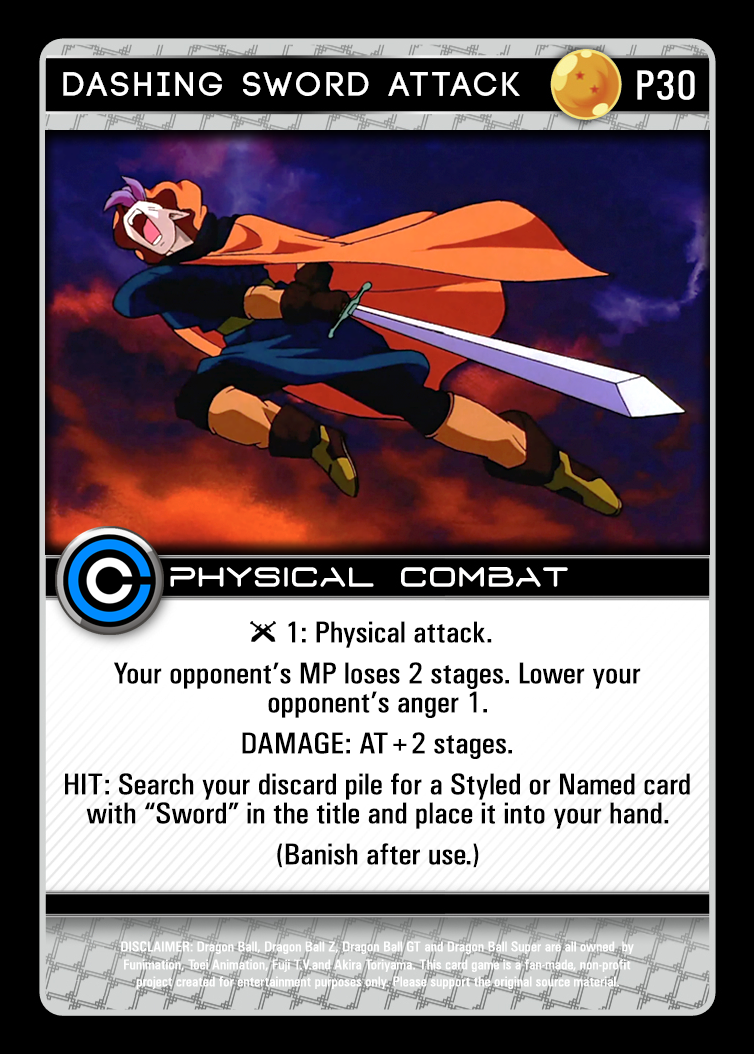 DASHING SWORD ATTACK P30
PHYSICAL COMBAT
1: Physical attack.
Your opponent's MP loses 2 stages. Lower your
opponent's anger 1.
DAMAGE: AT + 2 stages.
HIT: Search your discard pile for a Styled or Named card
with “Sword” in the title and place it into your hand.
(Banish after use.)
DISCLAIMER: Dragon Ball, Dragon Ball Z, Dragon Ball GT and Dragon Ball Super are all owned by
Funimation, Toei Animation, Fuji T.V.and Akira Toriyama. This card game is a fan-made, non-profit
project created for entertainment purposes only. Please support the original source material.